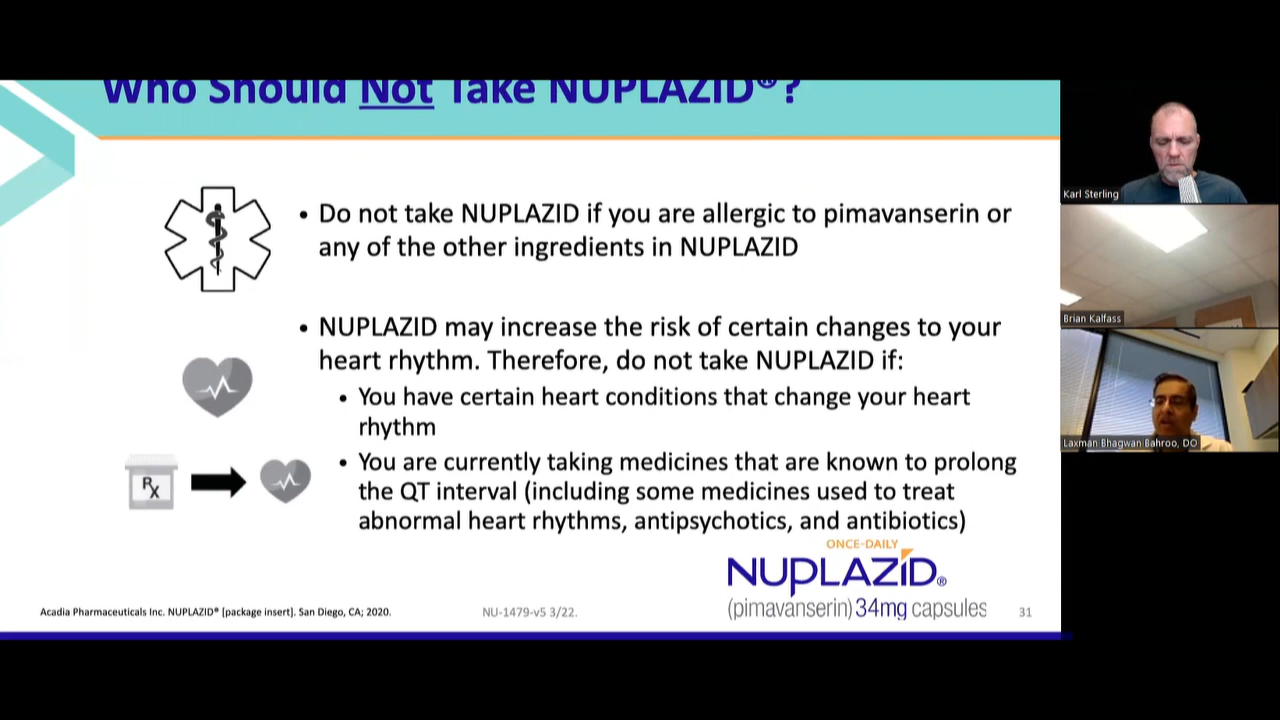 Who Should Not Take NUPLAZID®?
• Do not take NUPLAZID if you are allergic to pimavanserin or
any of the other ingredients in NUPLAZID
• NUPLAZID may increase the risk of certain changes to your
heart rhythm. Therefore, do not take NUPLAZID if:
• You have certain heart conditions that change your heart
rhythm
• You are currently taking medicines that are known to prolong
the QT interval (including some medicines used to treat
abnormal heart rhythms, antipsychotics, and antibiotics)
Rx
ONCE-DAILY
NUPLAZID®
(pimavanserin) 34mg capsules
Acadia Pharmaceuticals Inc. NUPLAZID® [package insert]. San Diego, CA; 2020.
NU-1479-v5 3/22.
31
Karl Sterling
Brian Kalfass
Laxman Bhagwan Bahroo, DO